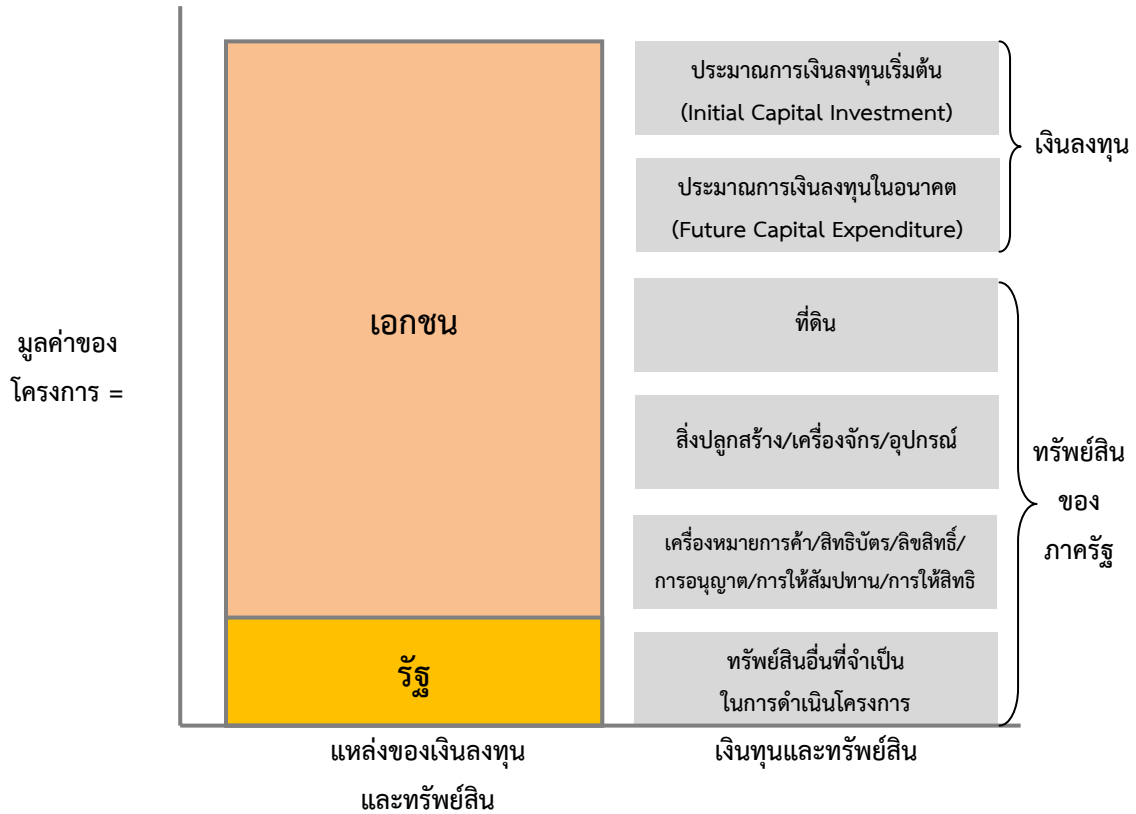 มูลค่าของ
โครงการ =
เอกชน
รัฐ
แหล่งของเงินลงทุน
และทรัพย์สิน
ประมาณการเงินลงทุนเริ่มต้น
(Initial Capital Investment)
ประมาณการเงินลงทุนในอนาคต
(Future Capital Expenditure)
เงินลงทุน
ที่ดิน
สิ่งปลูกสร้าง/เครื่องจักร/อุปกรณ์
เครื่องหมายการค้า/สิทธิบัตร/ลิขสิทธิ์/
การอนุญาต/การให้สัมปทาน/การให้สิทธิ
ทรัพย์สินอื่นที่จำเป็น
ในการดำเนินโครงการ
ทรัพย์สิน
ของ
ภาครัฐ
เงินทุนและทรัพย์สิน